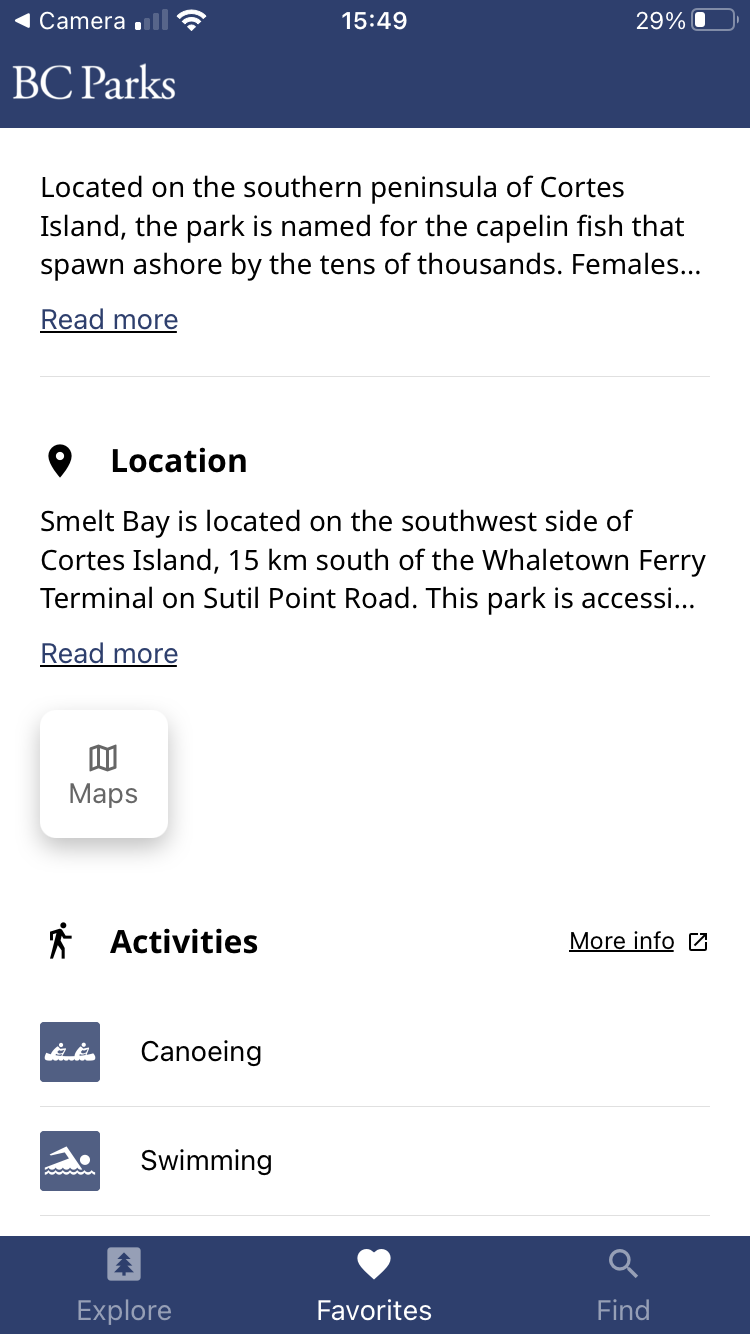 Camera
15:49
29%
BC Parks
Located on the southern peninsula of Cortes
Island, the park is named for the capelin fish that
spawn ashore by the tens of thousands. Females...
Read more
Location
Smelt Bay is located on the southwest side of
Cortes Island, 15 km south of the Whaletown Ferry
Terminal on Sutil Point Road. This park is accessi...
Read more
Maps
Activities
More info
Canoeing
Swimming
Explore
Favorites
Find